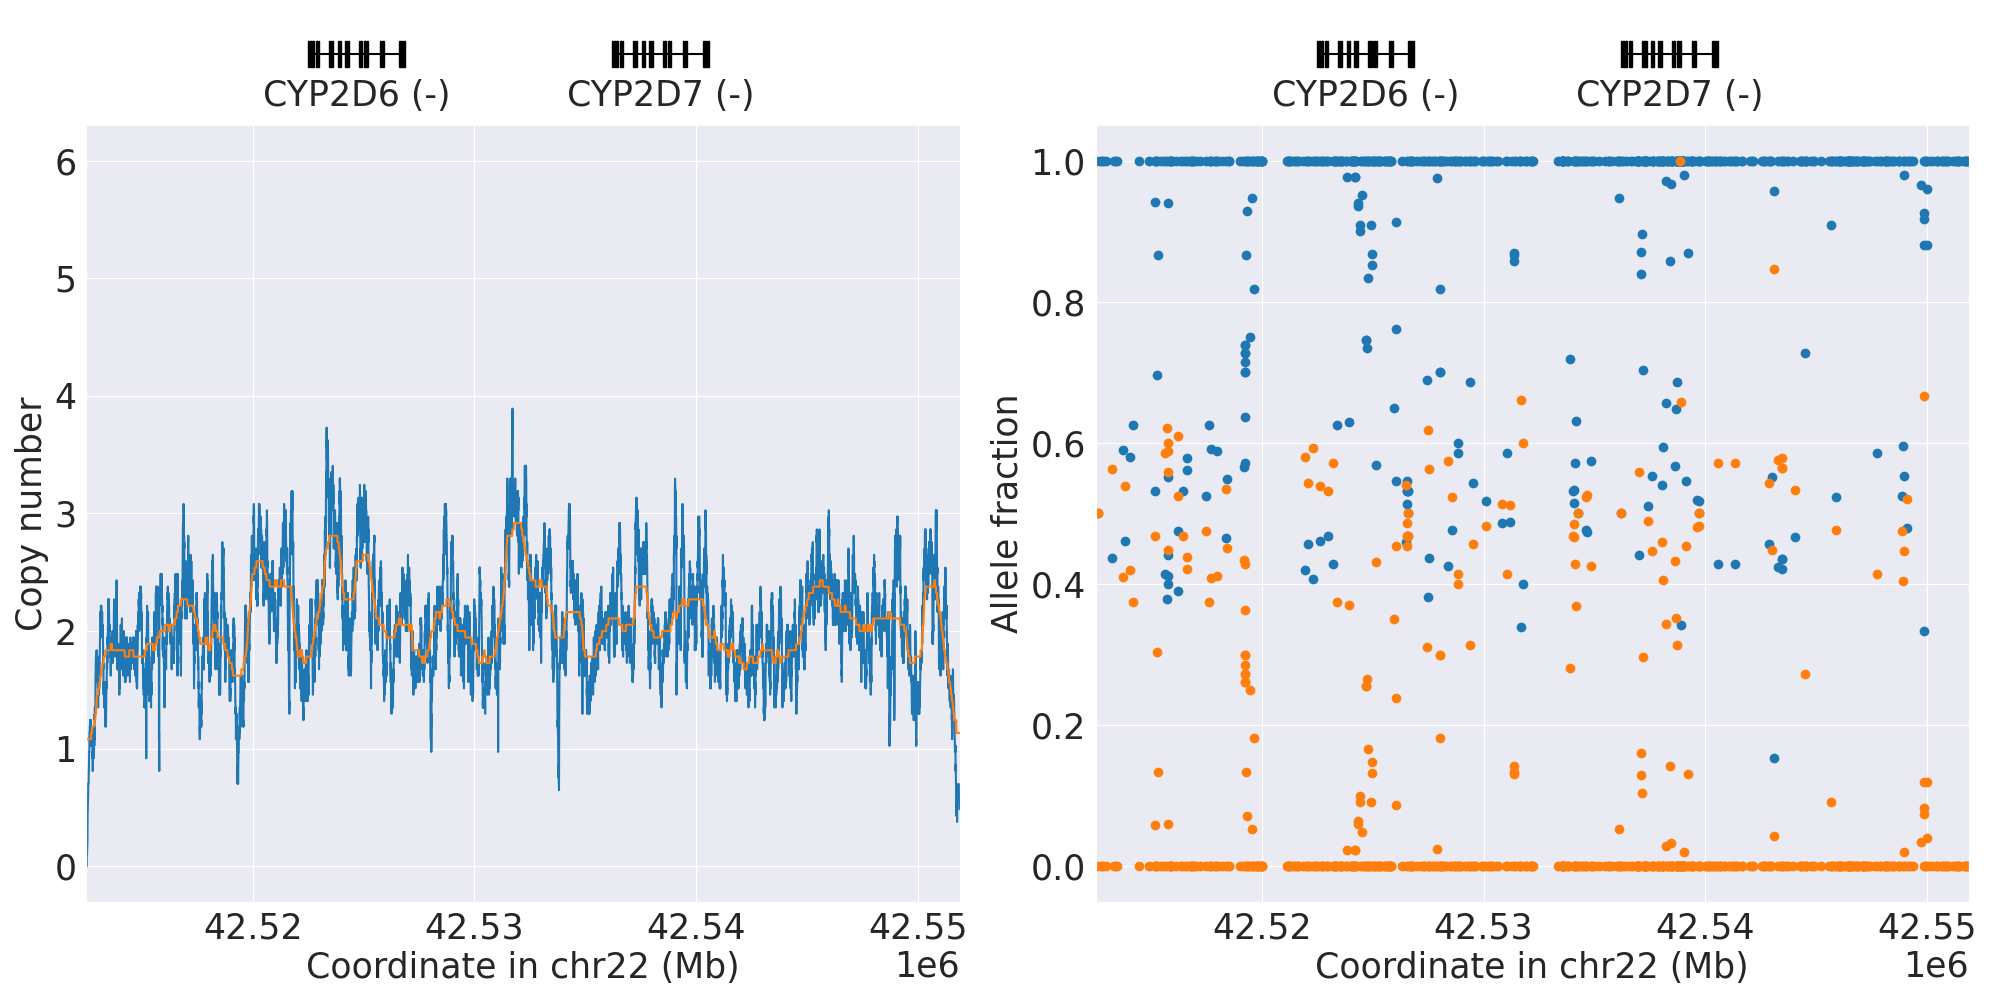 CYP2D6 (-) CYP2D7 (-)
CYP2D6 (-) CYP2D7 (-)
Copy number
6
5
4
3
2
1
0
42.52 42.53 42.54 42.55
Coordinate in chr22 (Mb) 1e6
Allele fraction
1.0
0.8
0.6
0.4
0.2
0.0
42.52 42.53 42.54 42.55
Coordinate in chr22 (Mb) 1e6